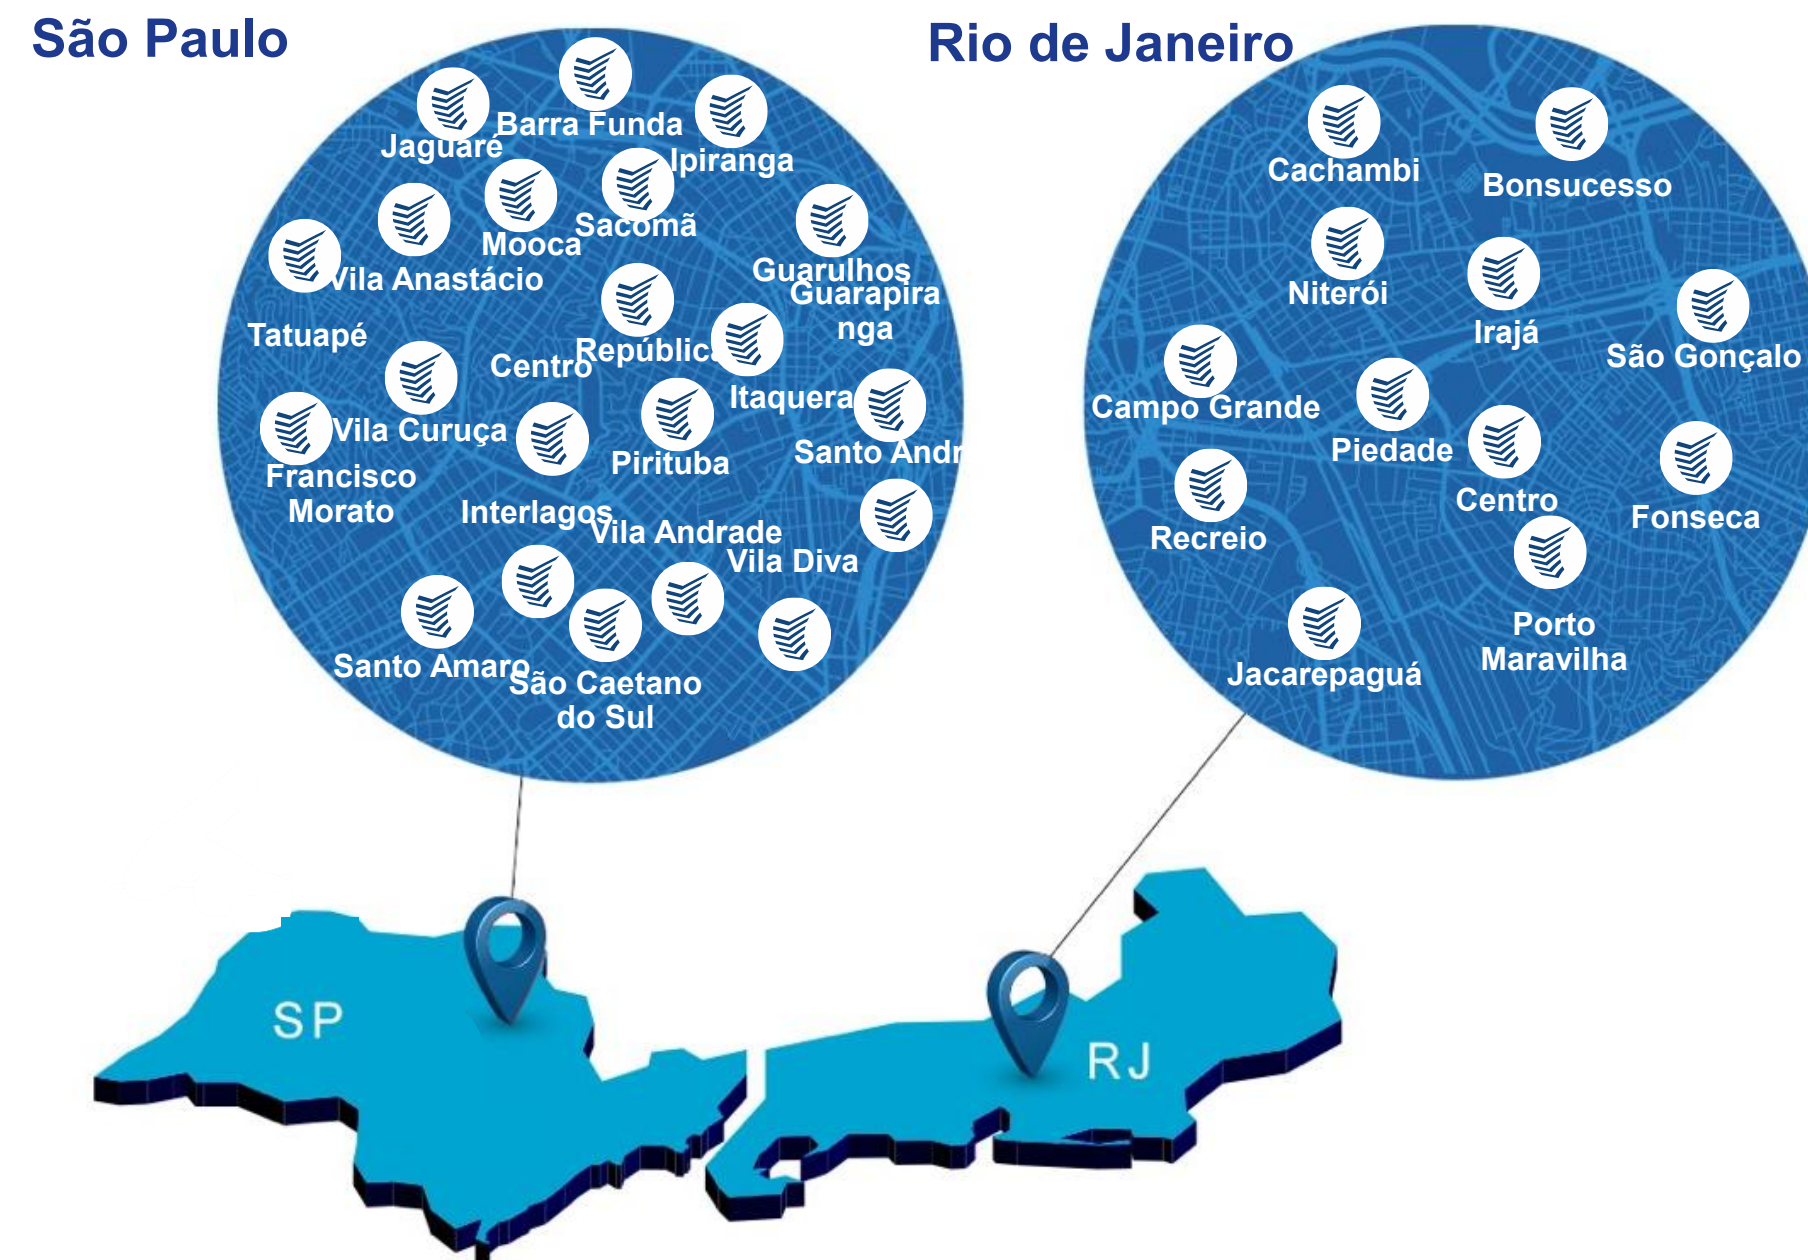 São Paulo
Barra Funda
Jaguaré
Ipiranga
Sacomã
Mooca
Vila Anastácio
Guarulhos
Guarapira
nga
Tatuapé
Centro
República
Itaquera
Vila Curuça
Pirituba
Santo Andr
Francisco
Morato
Interlagos
Vila Andrade
Vila Diva
Santo Amaro
São Caetano
do Sul
Rio de Janeiro
Cachambi
Bonsucesso
Niterói
Irajá
São Gonçalo
Campo Grande
Piedade
Centro
Fonseca
Recreio
Porto
Maravilha
Jacarepaguá
SP
RJ